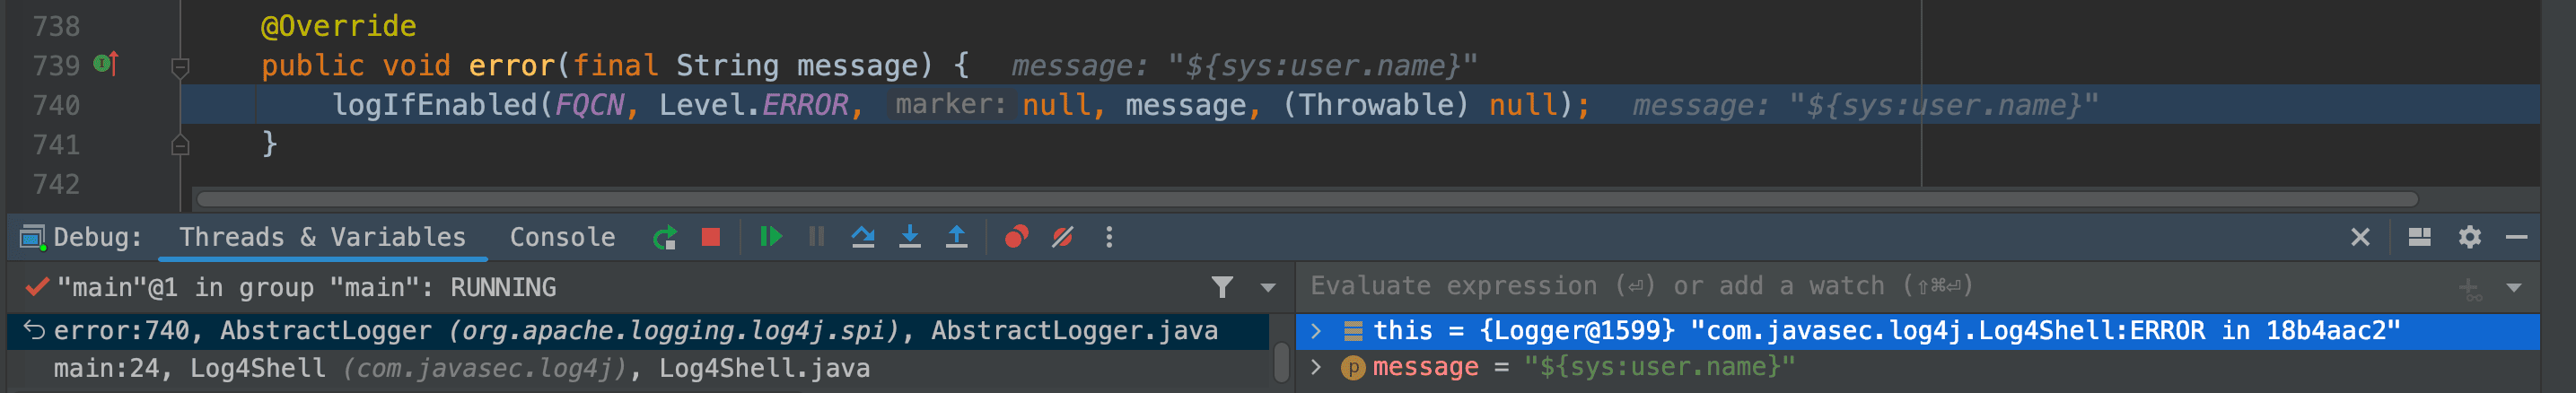 738 @Override
739 public void error(final String message) { message: "${sys:user.name}"
740 logIfEnabled(FQCN, Level.ERROR, marker: null, message, (Throwable) null); message: "${sys:user.name}"
741 }
742
Debug: Threads & Variables Console
"main"@1 in group "main": RUNNING
Evaluate expression (⏎) or add a watch (⇧⌘⏎)
error:740, AbstractLogger (org.apache.logging.log4j.spi), AbstractLogger.java
this = {Logger@1599} "com.javasec.log4j.Log4Shell:ERROR in 18b4aac2"
main:24, Log4Shell (com.javasec.log4j), Log4Shell.java
message = "${sys:user.name}"